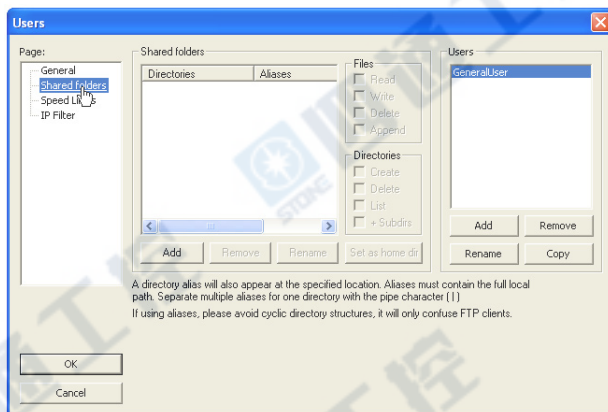 Users
Page:
General
Shared folders
Speed Limits
IP Filter
Shared folders
Directories
Aliases
Files
Read
Write
Delete
Append
Directories
Create
Delete
List
+ Subdirs
Add
Remove
Rename
Set as home dir
A directory alias will also appear at the specified location. Aliases must contain the full local
path. Separate multiple aliases for one directory with the pipe character ( | )
If using aliases, please avoid cyclic directory structures, it will only confuse FTP clients.
Users
GeneralUser
Add
Remove
Rename
Copy
OK
Cancel
STONE
通工控